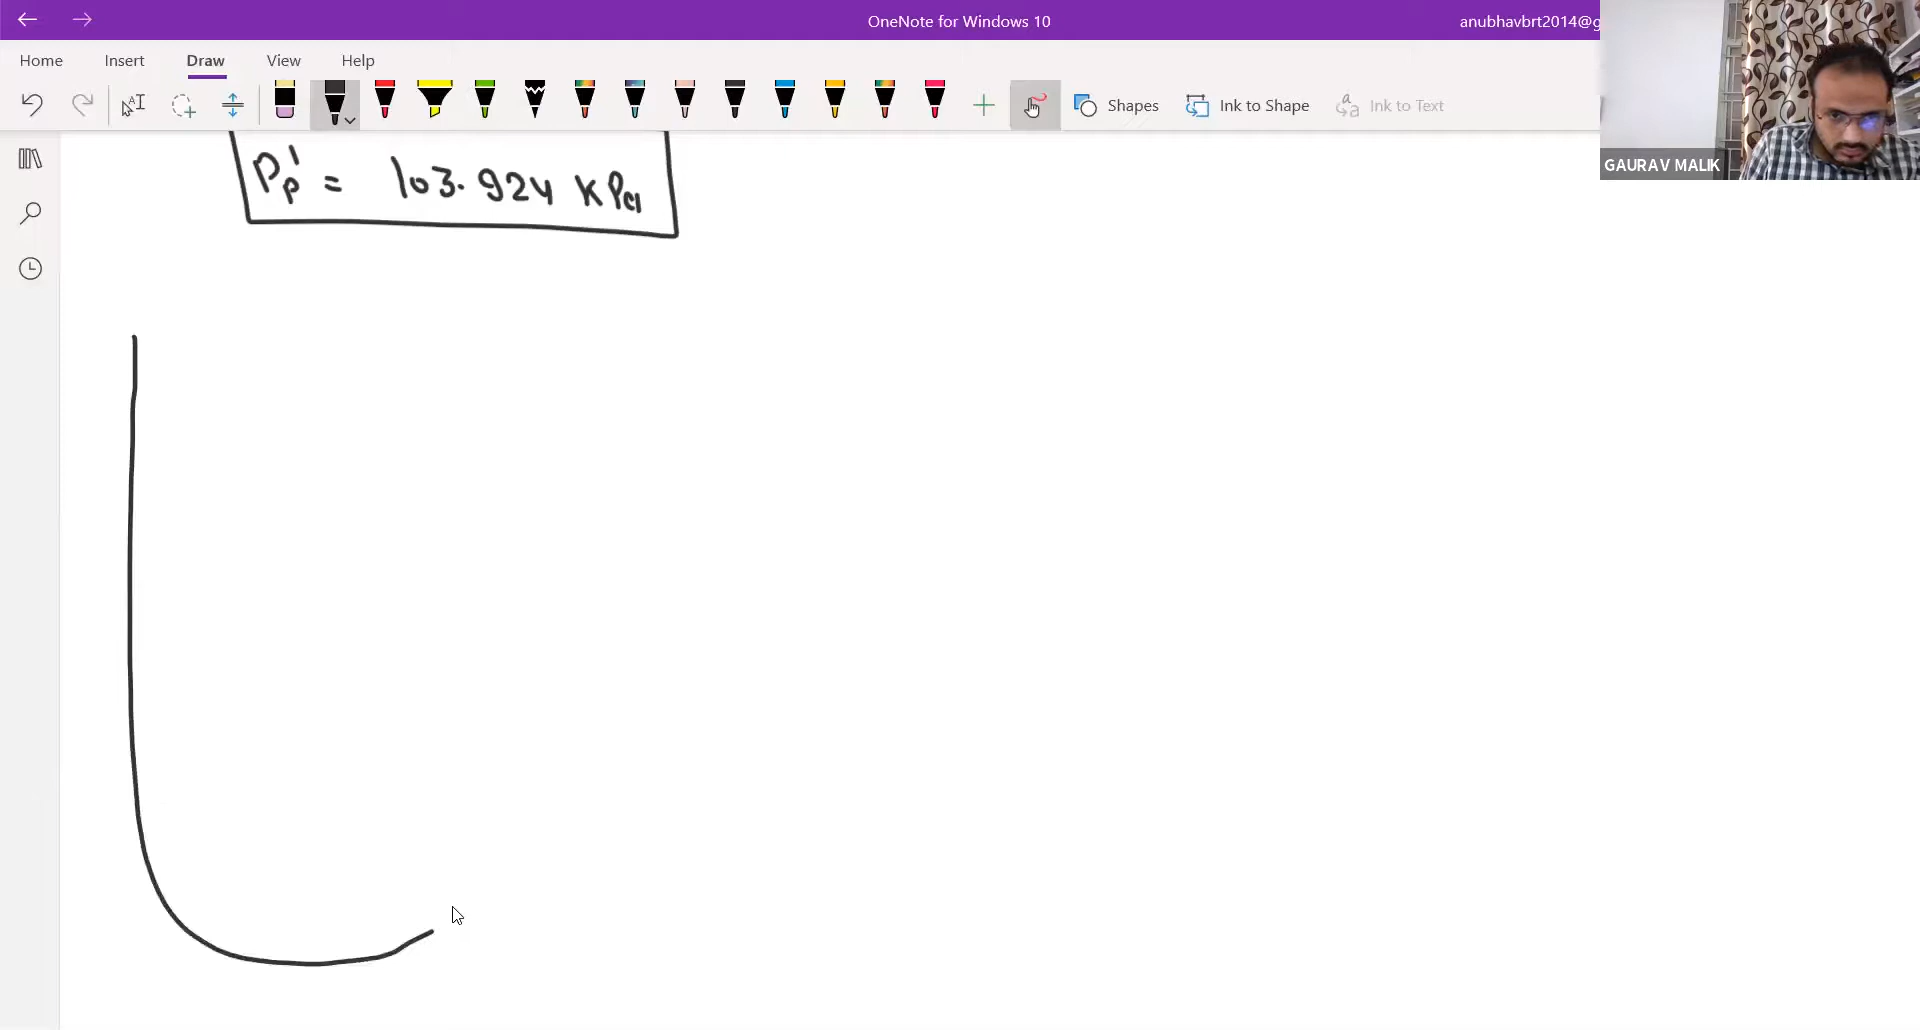 OneNote for Windows 10
anubhavbrt2014@g
Home Insert Draw View Help
Shapes Ink to Shape Ink to Text
GAURAV MALIK
Pp' = 103.924 KPa